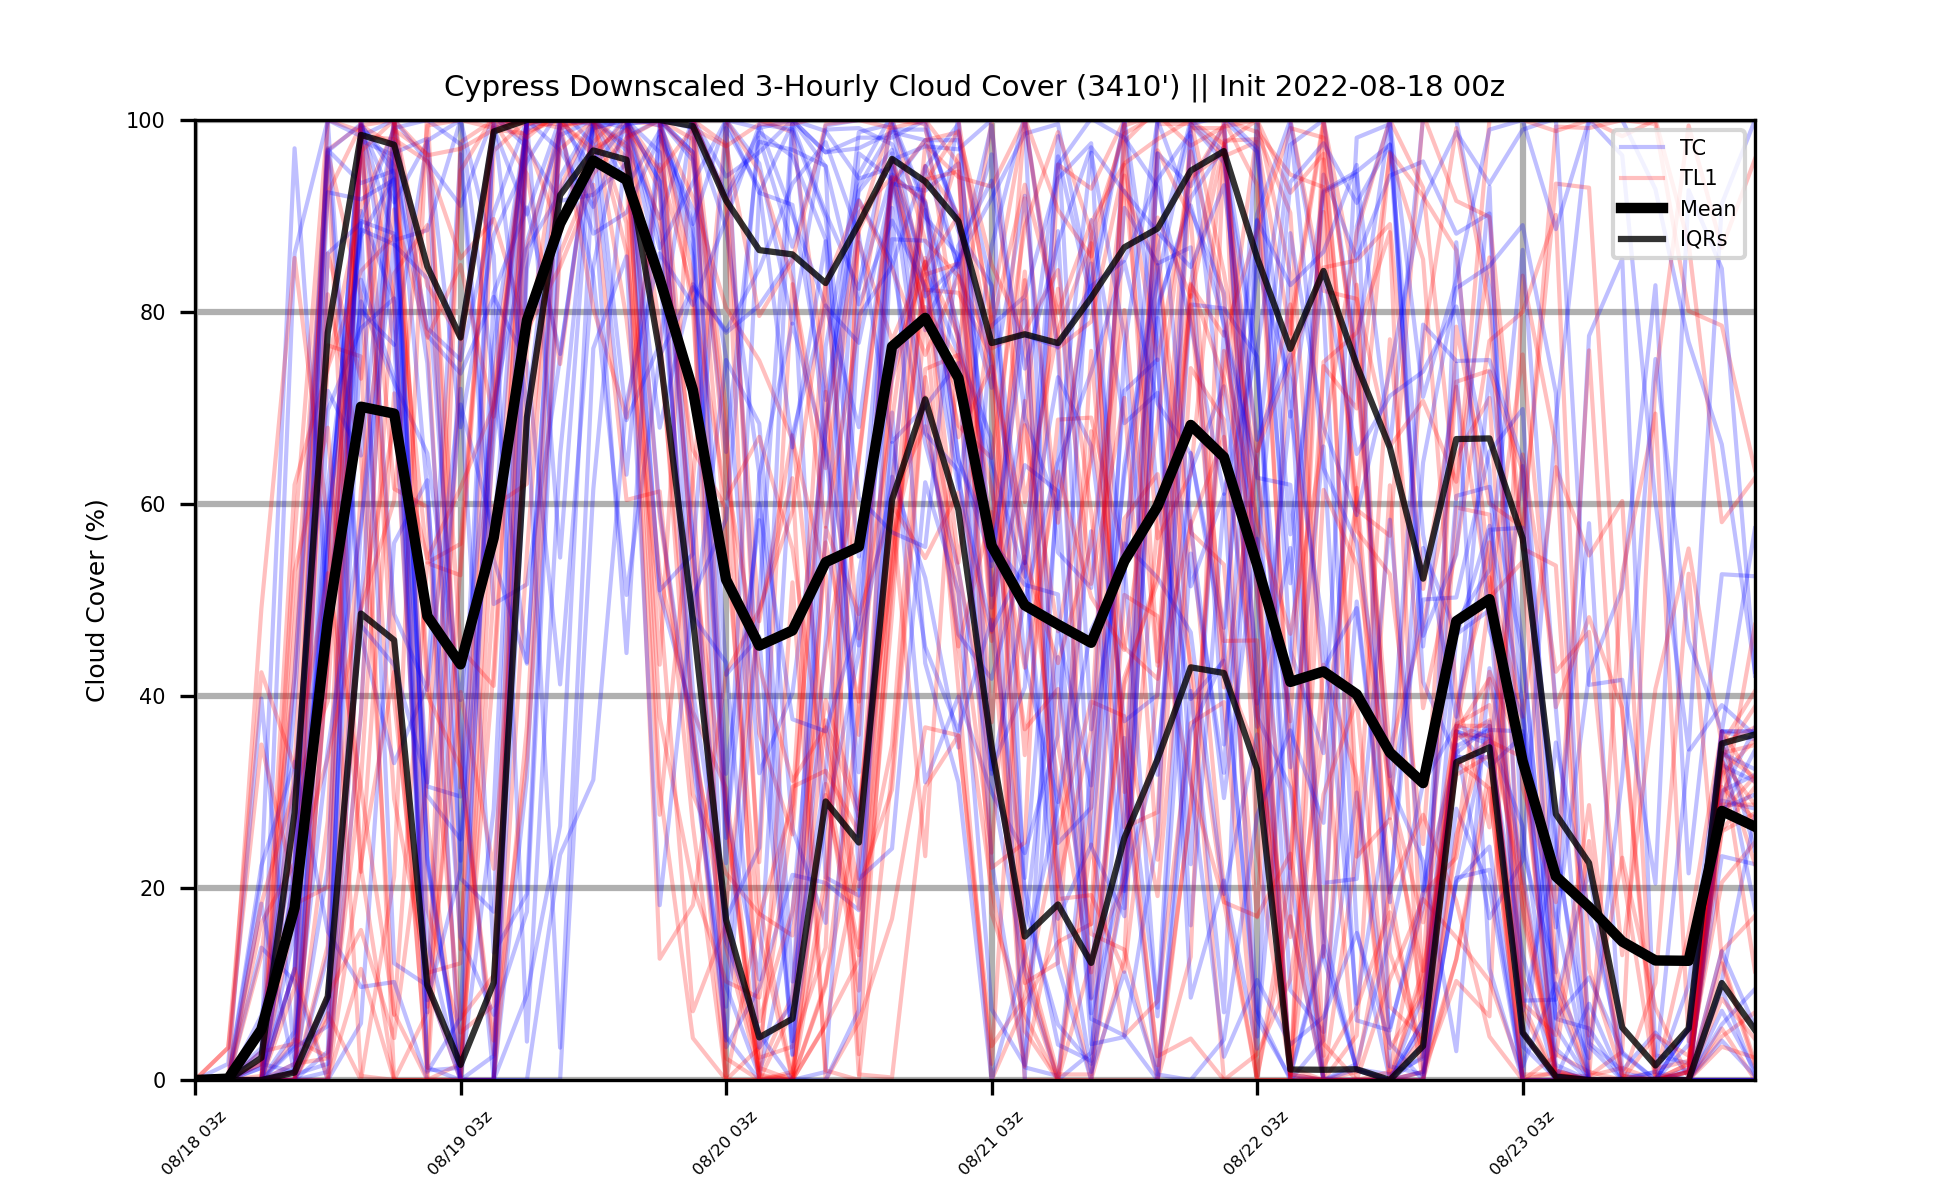 Cypress Downscaled 3-Hourly Cloud Cover (3410') || Init 2022-08-18 00z
Cloud Cover (%)
100
80
60
40
20
0
TC
TL1
Mean
IQRs
08/18 03z
08/19 03z
08/20 03z
08/21 03z
08/22 03z
08/23 03z